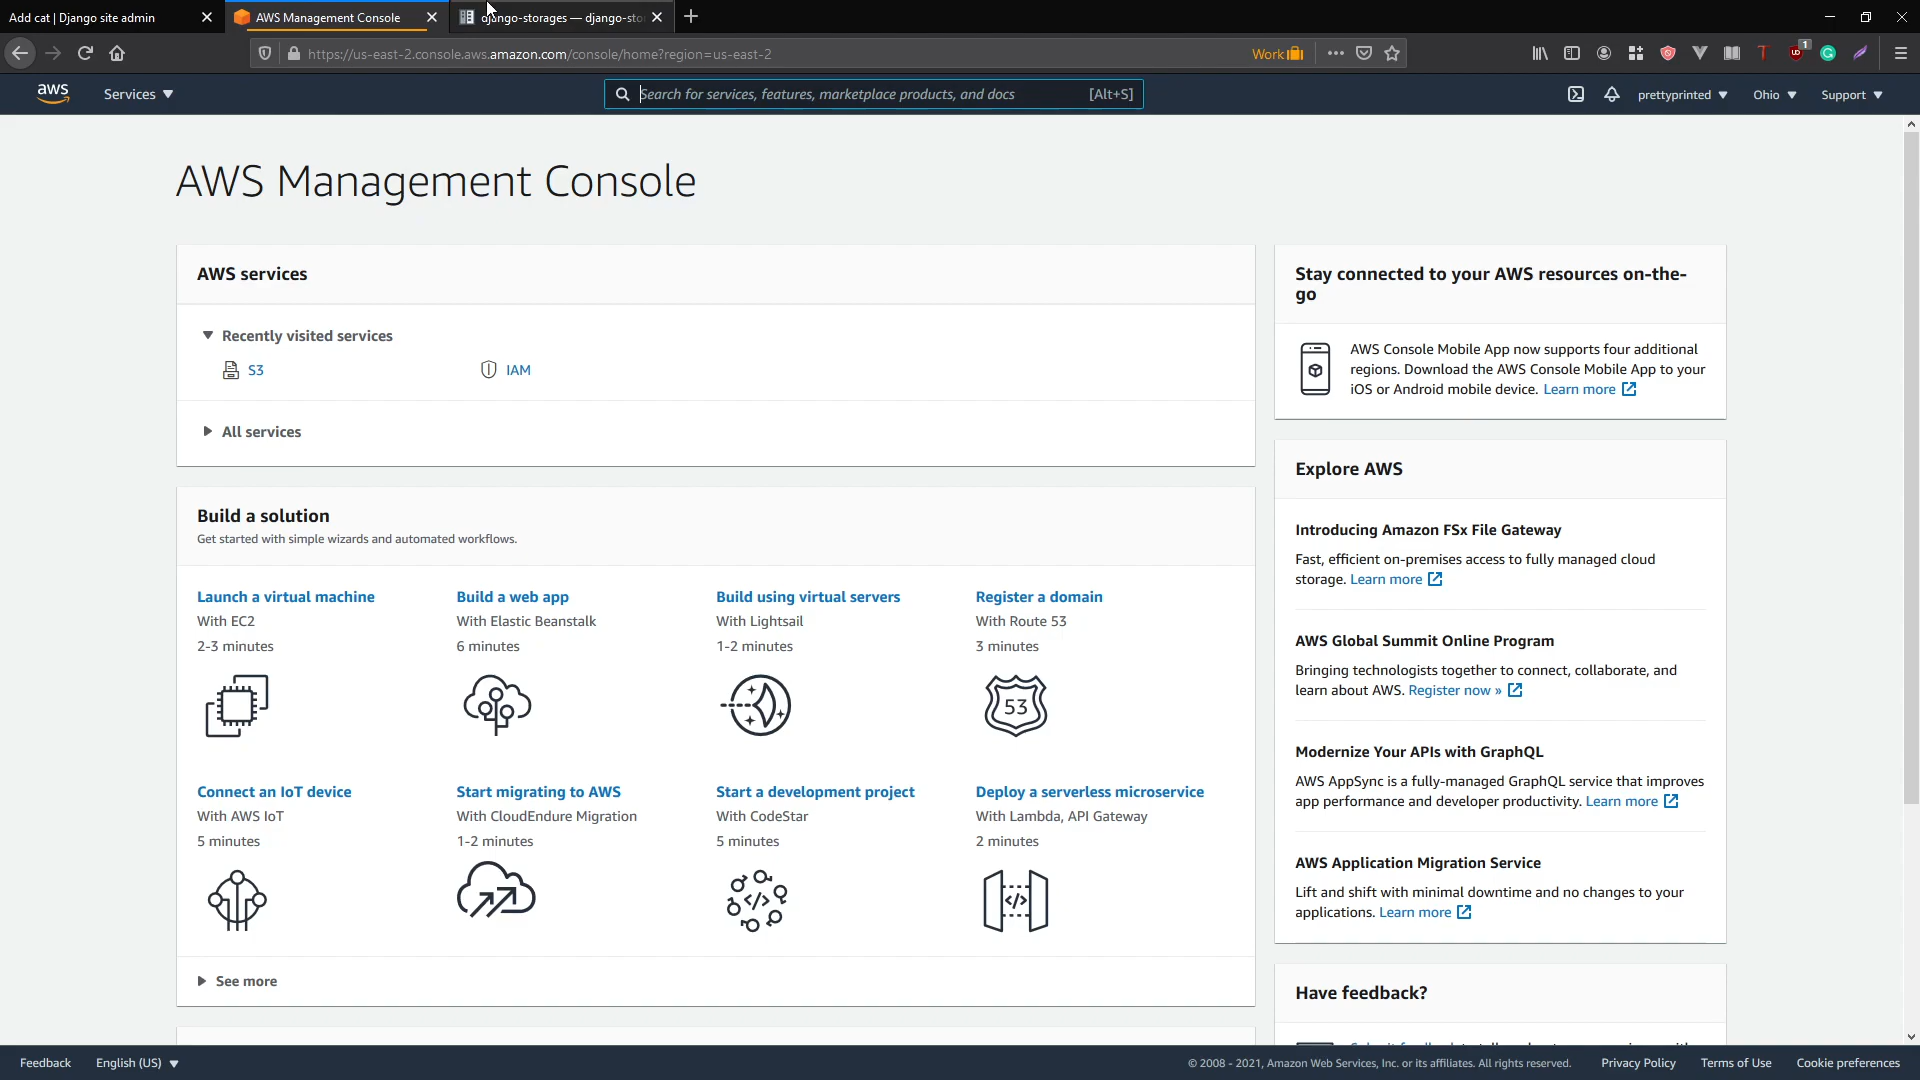 Add cat | Django site admin
AWS Management Console
django-storages — django-sto
https://us-east-2.console.aws.amazon.com/console/home?region=us-east-2
Work
1
aws
Services
Search for services, features, marketplace products, and docs
[Alt+S]
prettyprinted
Ohio
Support
AWS Management Console
AWS services
Recently visited services
S3
IAM
All services
Build a solution
Get started with simple wizards and automated workflows.
Launch a virtual machine
With EC2
2-3 minutes
Build a web app
With Elastic Beanstalk
6 minutes
Build using virtual servers
With Lightsail
1-2 minutes
Register a domain
With Route 53
3 minutes
53
Connect an IoT device
With AWS IoT
5 minutes
Start migrating to AWS
With CloudEndure Migration
1-2 minutes
Start a development project
With CodeStar
5 minutes
</>
Deploy a serverless microservice
With Lambda, API Gateway
2 minutes
</>
See more
Stay connected to your AWS resources on-the-
go
AWS Console Mobile App now supports four additional
regions. Download the AWS Console Mobile App to your
iOS or Android mobile device. Learn more
Explore AWS
Introducing Amazon FSx File Gateway
Fast, efficient on-premises access to fully managed cloud
storage. Learn more
AWS Global Summit Online Program
Bringing technologists together to connect, collaborate, and
learn about AWS. Register now »
Modernize Your APIs with GraphQL
AWS AppSync is a fully-managed GraphQL service that improves
app performance and developer productivity. Learn more
AWS Application Migration Service
Lift and shift with minimal downtime and no changes to your
applications. Learn more
Have feedback?
Feedback
English (US)
© 2008 - 2021, Amazon Web Services, Inc. or its affiliates. All rights reserved.
Privacy Policy
Terms of Use
Cookie preferences